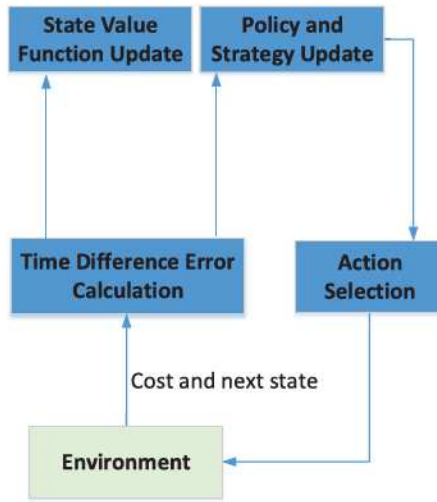 State Value
Function Update
Policy and
Strategy Update
Time Difference Error
Calculation
Action
Selection
Cost and next state
Environment